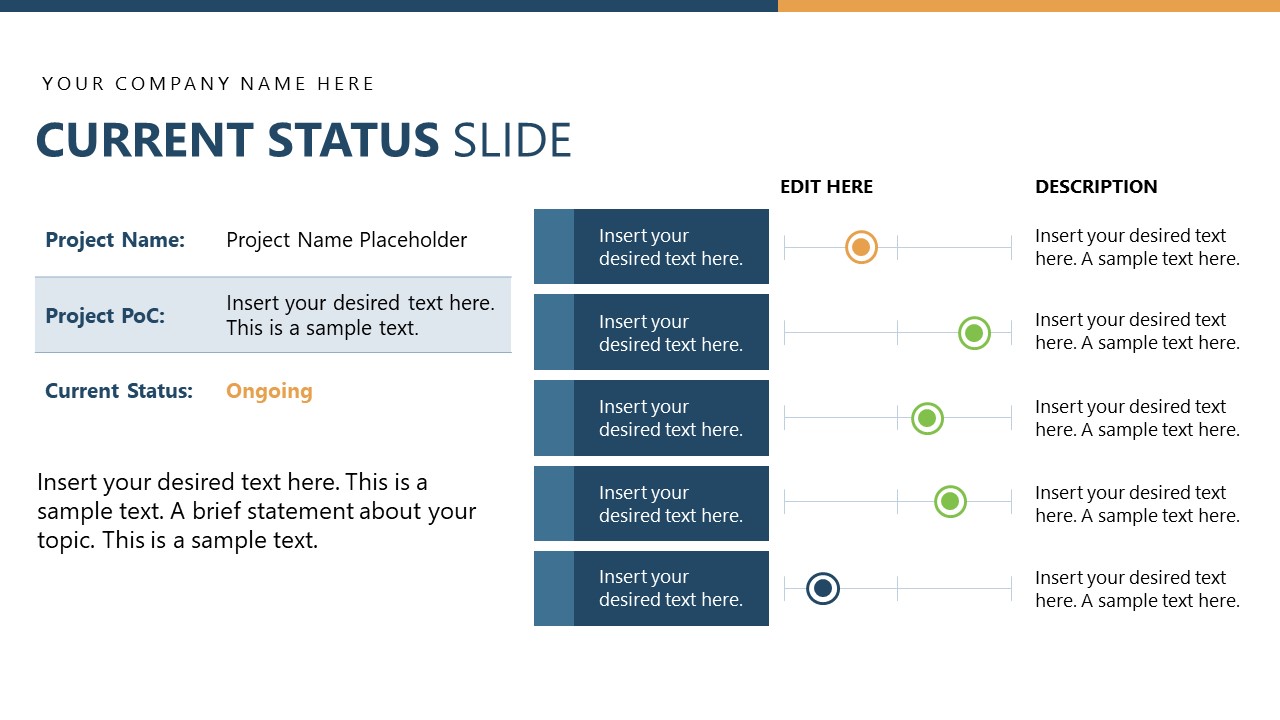 YOUR COMPANY NAME HERE
CURRENT STATUS SLIDE
Project Name: Project Name Placeholder
Project PoC: Insert your desired text here.
This is a sample text.
Current Status: Ongoing
Insert your desired text here. This is a
sample text. A brief statement about your
topic. This is a sample text.
EDIT HERE
DESCRIPTION
Insert your
desired text here.
Insert your desired text
here. A sample text here.
Insert your
desired text here.
Insert your desired text
here. A sample text here.
Insert your
desired text here.
Insert your desired text
here. A sample text here.
Insert your
desired text here.
Insert your desired text
here. A sample text here.
Insert your
desired text here.
Insert your desired text
here. A sample text here.